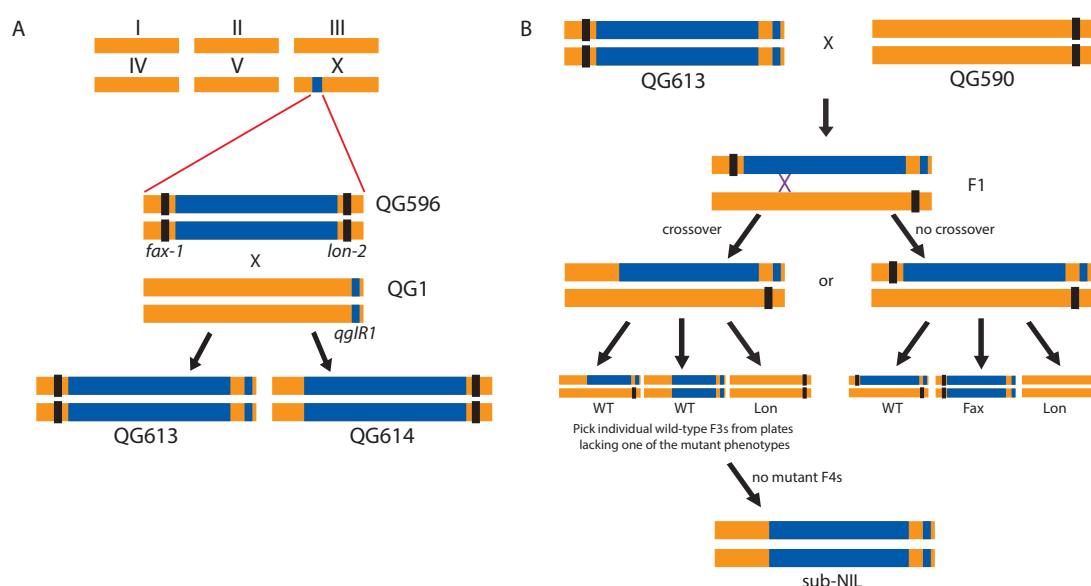 A
I II III
IV V X
QG596
fax-1 lon-2
X
QG1
qgIR1
QG613 QG614
B
X
QG613 QG590
F1
crossover no crossover
or
WT WT Lon
WT Fax Lon
Pick individual wild-type F3s from plates
lacking one of the mutant phenotypes
no mutant F4s
sub-NIL